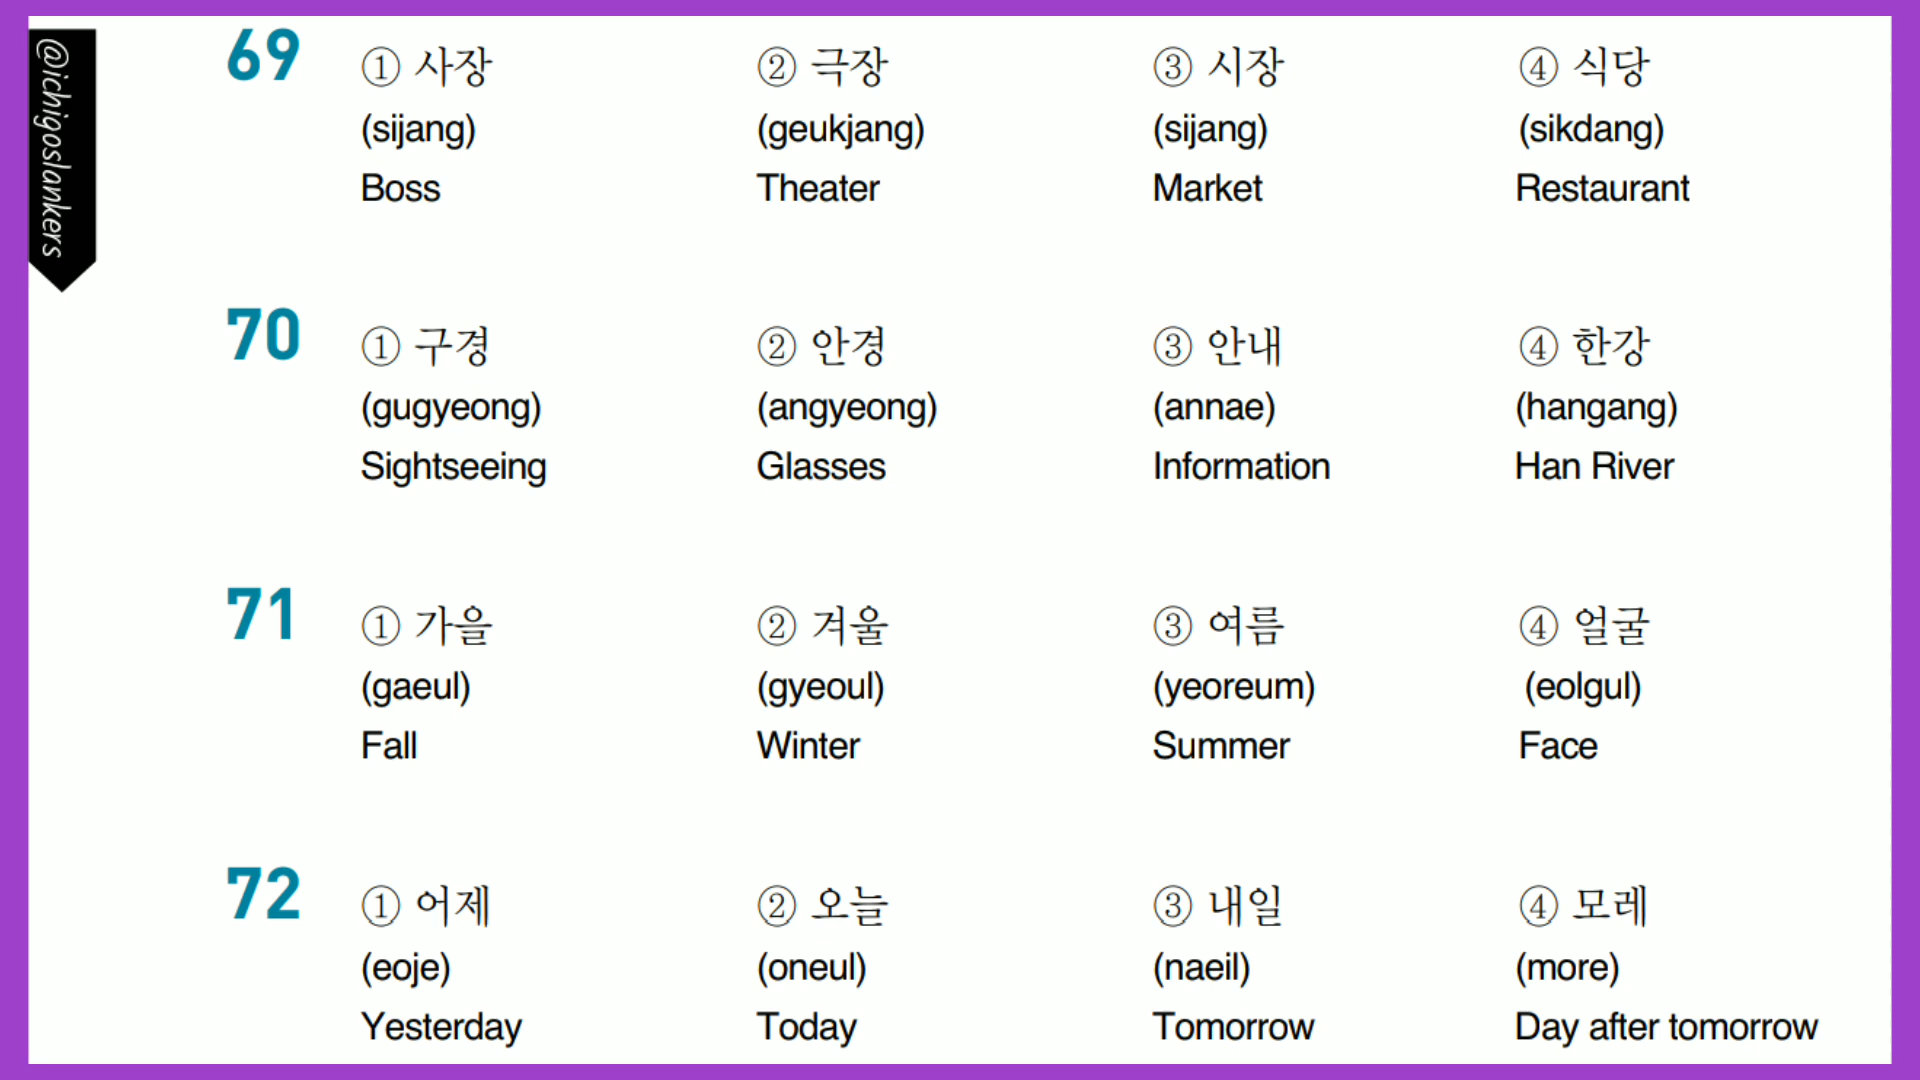 @ichigoslankers
69 ① 사장 ② 극장 ③ 시장 ④ 식당
(sijang) (geukjang) (sijang) (sikdang)
Boss Theater Market Restaurant
70 ① 구경 ② 안경 ③ 안내 ④ 한강
(gugyeong) (angyeong) (annae) (hangang)
Sightseeing Glasses Information Han River
71 ① 가을 ② 겨울 ③ 여름 ④ 얼굴
(gaeul) (gyeoul) (yeoreum) (eolgul)
Fall Winter Summer Face
72 ① 어제 ② 오늘 ③ 내일 ④ 모레
(eoje) (oneul) (naeil) (more)
Yesterday Today Tomorrow Day after tomorrow